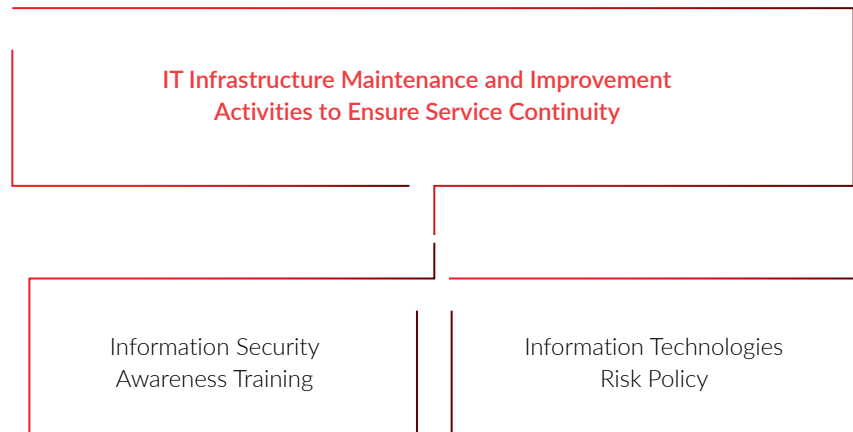 IT Infrastructure Maintenance and Improvement
Activities to Ensure Service Continuity
Information Security
Awareness Training
Information Technologies
Risk Policy